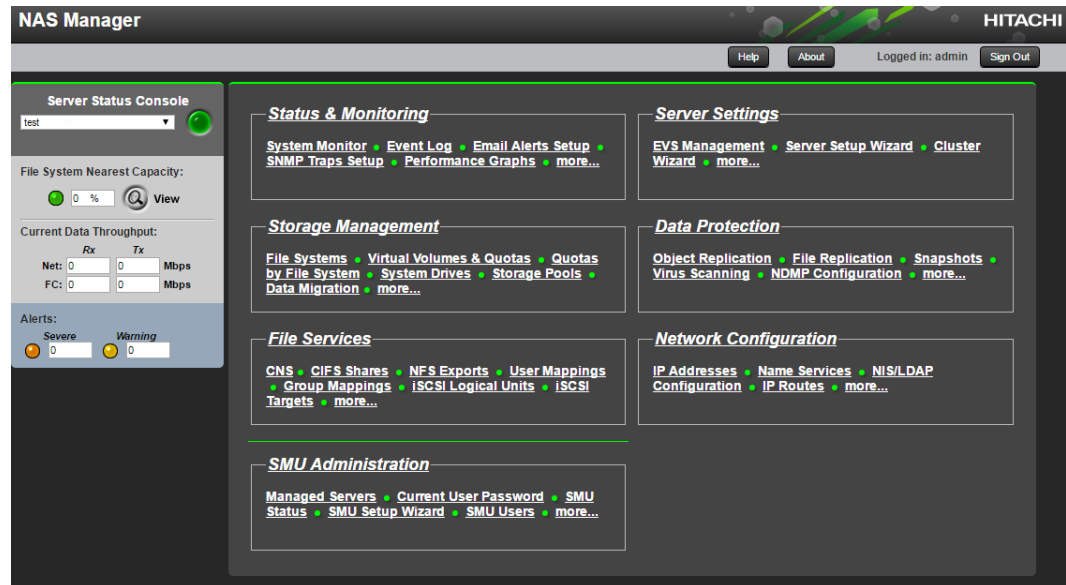 NAS Manager
HITACHI
Help
About
Logged in: admin
Sign Out
Server Status Console
test
File System Nearest Capacity:
0 %
View
Current Data Throughput:
Rx Tx
Net: 0 0 Mbps
FC: 0 0 Mbps
Alerts:
Severe Warning
0 0
Status & Monitoring
System Monitor Event Log Email Alerts Setup
SNMP Traps Setup Performance Graphs more...
Server Settings
EVS Management Server Setup Wizard Cluster
Wizard more...
Storage Management
File Systems Virtual Volumes & Quotas Quotas
by File System System Drives Storage Pools
Data Migration more...
Data Protection
Object Replication File Replication Snapshots
Virus Scanning NDMP Configuration more...
File Services
CNS CIFS Shares NFS Exports User Mappings
Group Mappings iSCSI Logical Units iSCSI
Targets more...
Network Configuration
IP Addresses Name Services NIS/LDAP
Configuration IP Routes more...
SMU Administration
Managed Servers Current User Password SMU
Status SMU Setup Wizard SMU Users more...